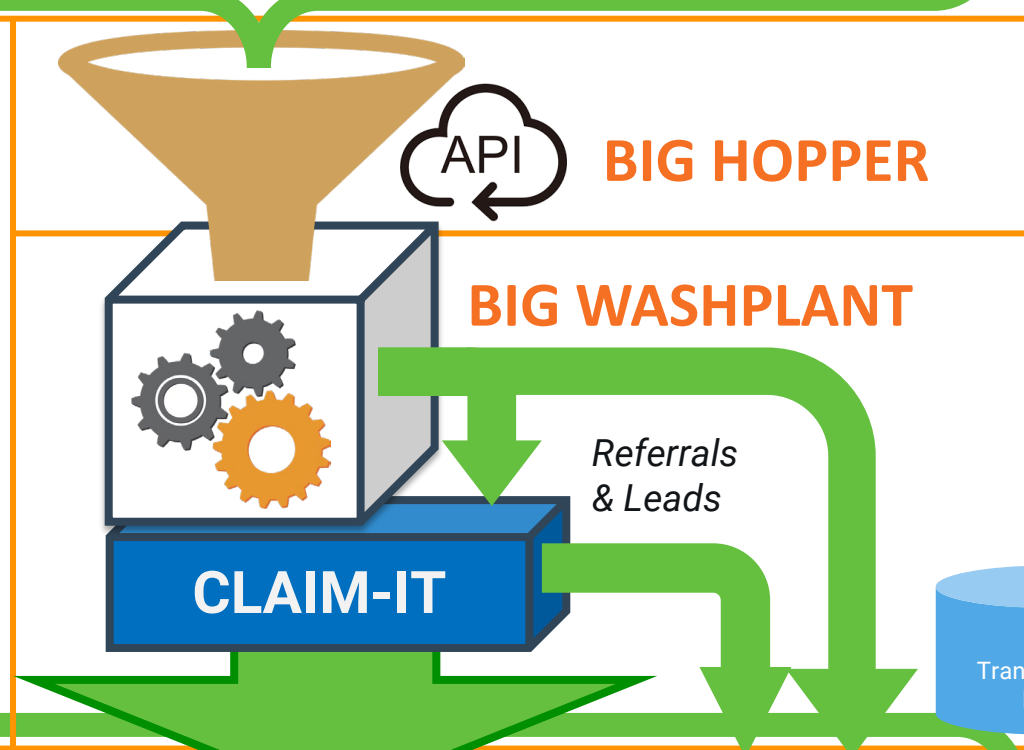 API
BIG HOPPER
BIG WASHPLANT
Referrals
& Leads
CLAIM-IT